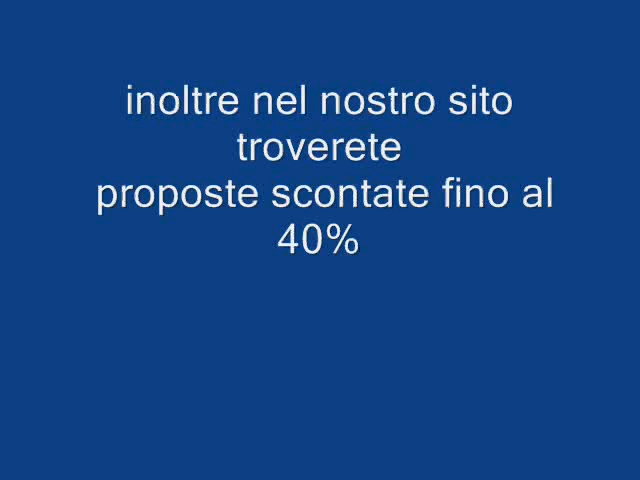 inoltre nel nostro sito
troverete
proposte scontate fino al
40%